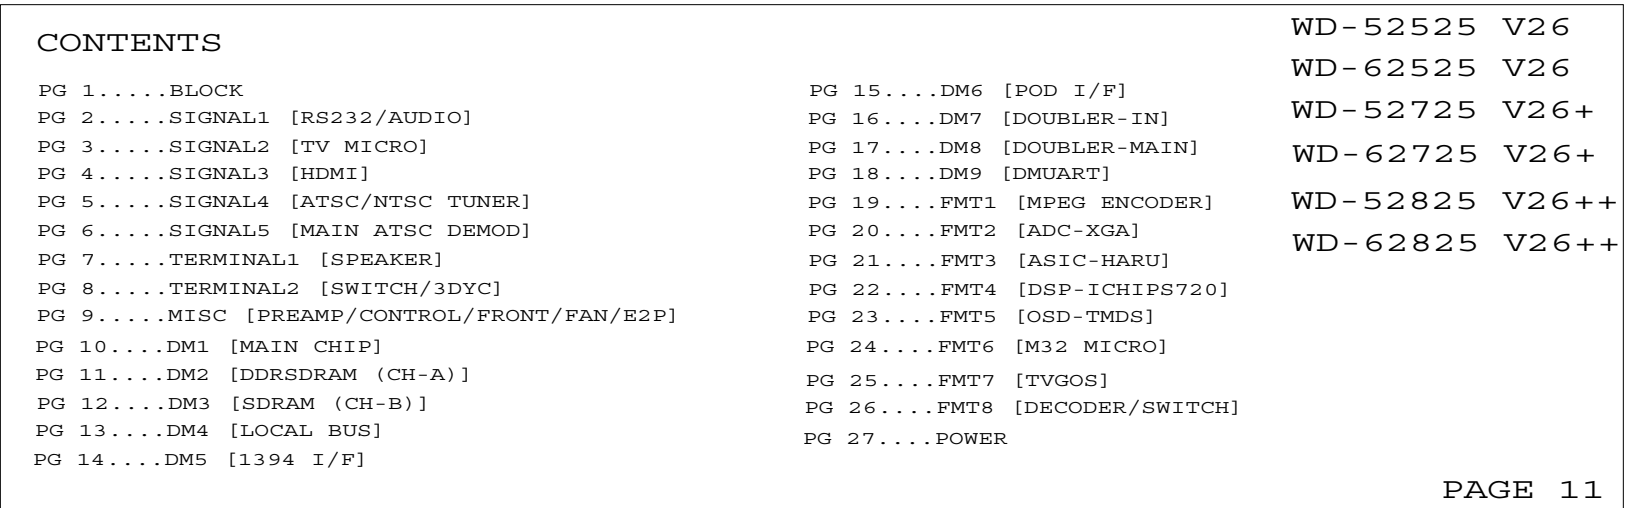 CONTENTS
PG 1.....BLOCK
PG 2.....SIGNAL1 [RS232/AUDIO]
PG 3.....SIGNAL2 [TV MICRO]
PG 4.....SIGNAL3 [HDMI]
PG 5.....SIGNAL4 [ATSC/NTSC TUNER]
PG 6.....SIGNAL5 [MAIN ATSC DEMOD]
PG 7.....TERMINAL1 [SPEAKER]
PG 8.....TERMINAL2 [SWITCH/3DYC]
PG 9.....MISC [PREAMP/CONTROL/FRONT/FAN/E2P]
PG 10....DM1 [MAIN CHIP]
PG 11....DM2 [DDRSDRAM (CH-A)]
PG 12....DM3 [SDRAM (CH-B)]
PG 13....DM4 [LOCAL BUS]
PG 14....DM5 [1394 I/F]
PG 15....DM6 [POD I/F]
PG 16....DM7 [DOUBLER-IN]
PG 17....DM8 [DOUBLER-MAIN]
PG 18....DM9 [DMUART]
PG 19....FMT1 [MPEG ENCODER]
PG 20....FMT2 [ADC-XGA]
PG 21....FMT3 [ASIC-HARU]
PG 22....FMT4 [DSP-ICHIPS720]
PG 23....FMT5 [OSD-TMDS]
PG 24....FMT6 [M32 MICRO]
PG 25....FMT7 [TVGOS]
PG 26....FMT8 [DECODER/SWITCH]
PG 27....POWER
WD-52525 V26
WD-62525 V26
WD-52725 V26+
WD-62725 V26+
WD-52825 V26++
WD-62825 V26++
PAGE 11